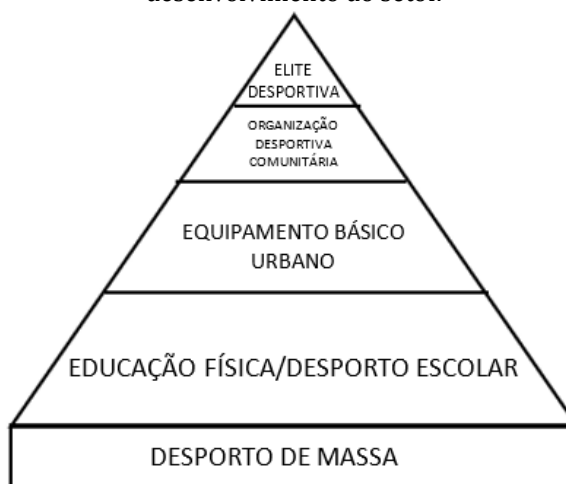 desenvolvimento do setor.
ELITE
DESPORTIVA
ORGANIZAÇÃO
DESPORTIVA
COMUNITÁRIA
EQUIPAMENTO BÁSICO
URBANO
EDUCAÇÃO FÍSICA/DESPORTO ESCOLAR
DESPORTO DE MASSA